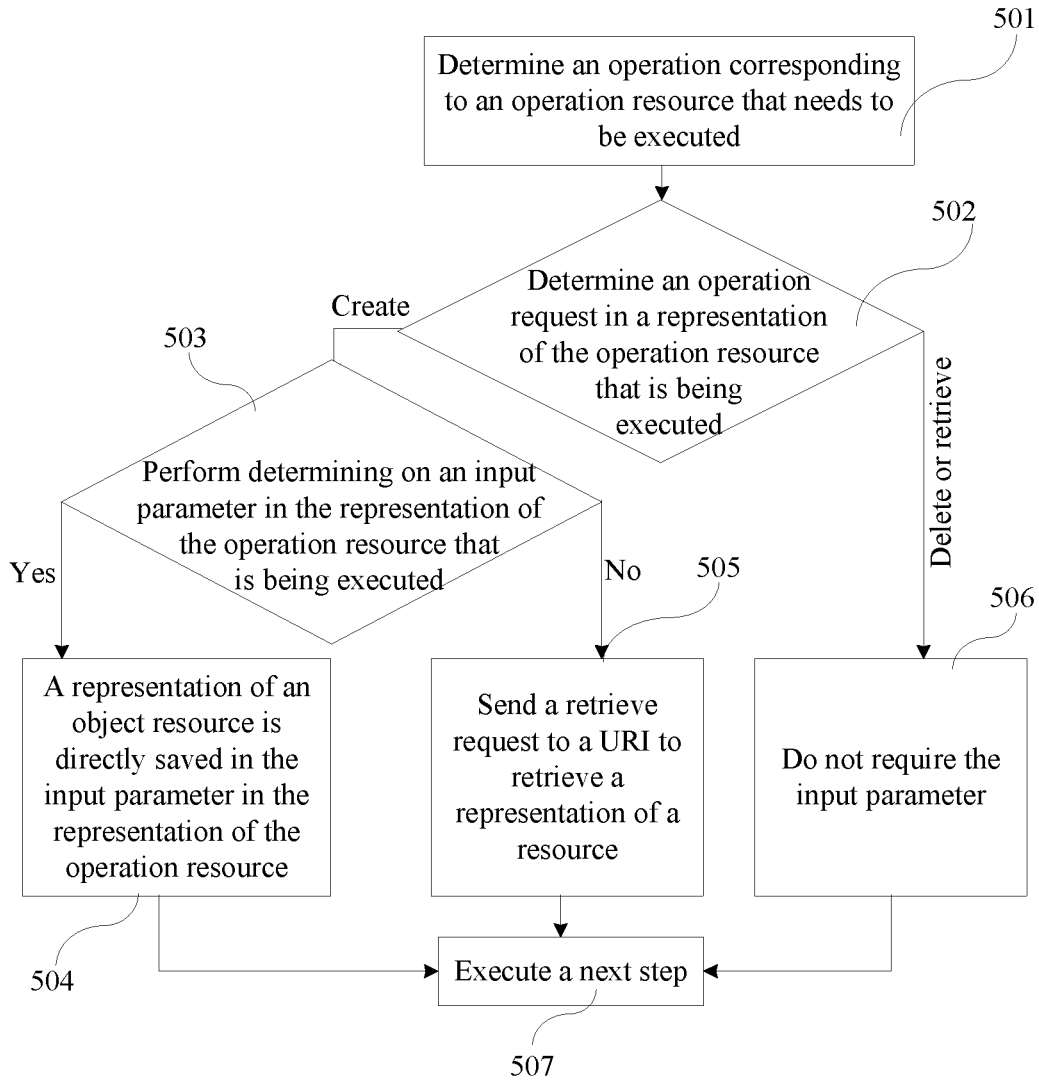 501
Determine an operation corresponding
to an operation resource that needs to
be executed
502
Determine an operation
request in a representation
of the operation resource
that is being
executed
Create
503
Delete or retrieve
Perform determining on an input
parameter in the representation of
the operation resource that
is being executed
Yes
No
505
506
A representation of an
object resource is
directly saved in the
input parameter in the
representation of the
operation resource
Send a retrieve
request to a URI to
retrieve a
representation of a
resource
Do not require the
input parameter
504
Execute a next step
507